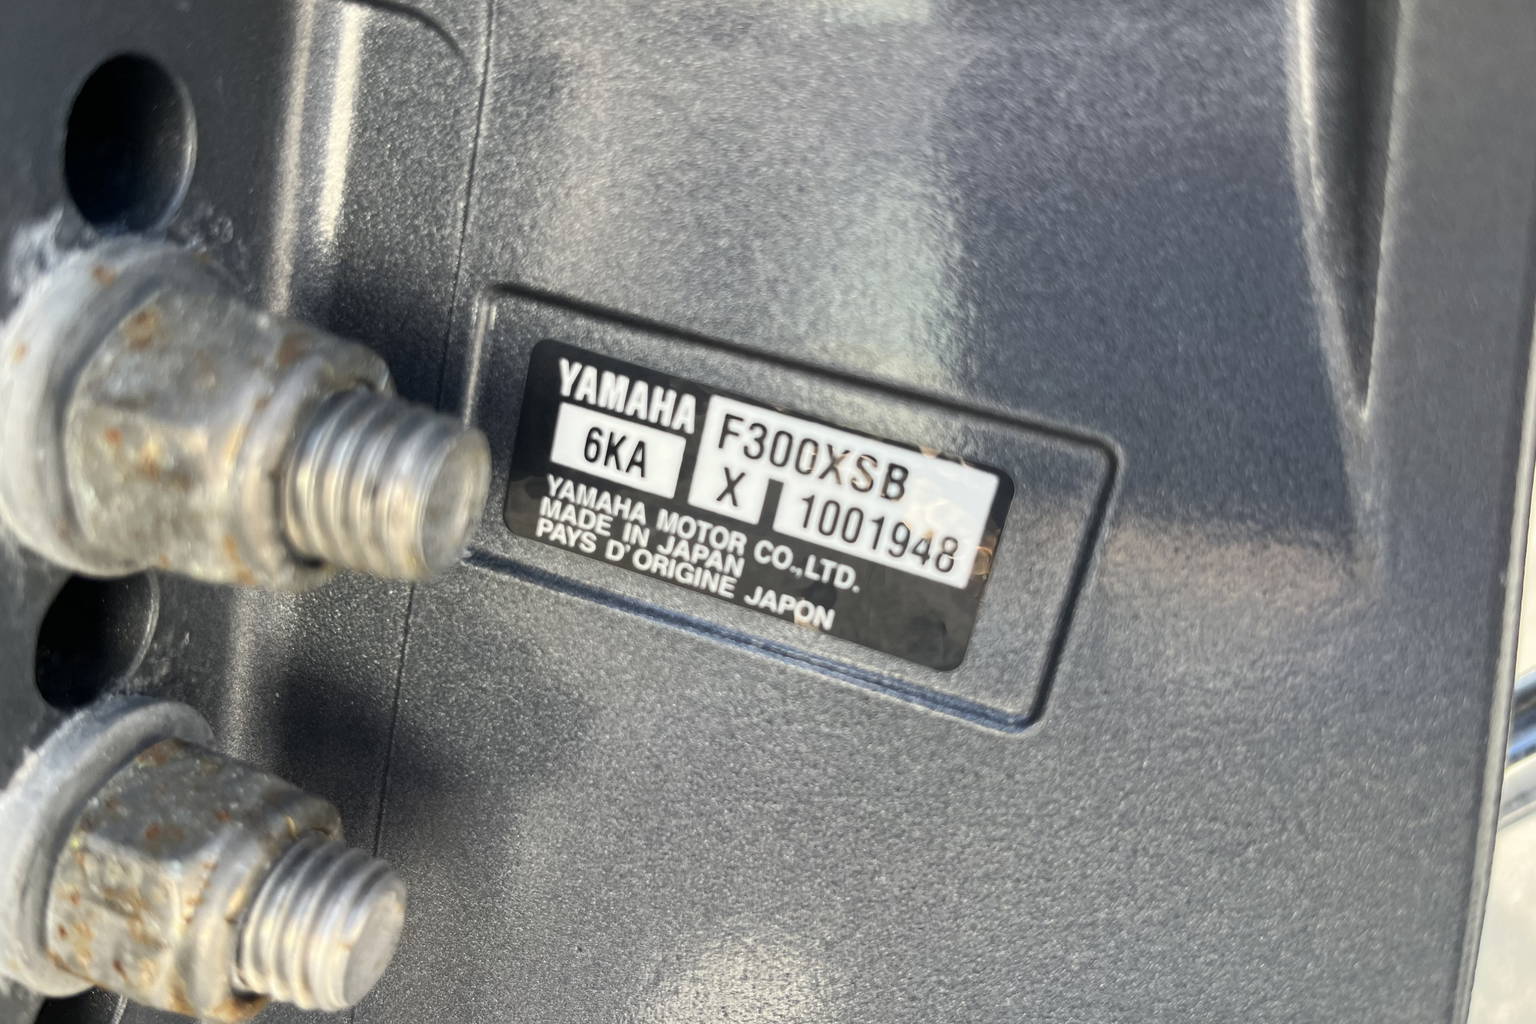 YAMAHA
F300XSB
6KA
X 1001948
YAMAHA MOTOR CO.,LTD.
MADE IN JAPAN
PAYS D'ORIGINE JAPON